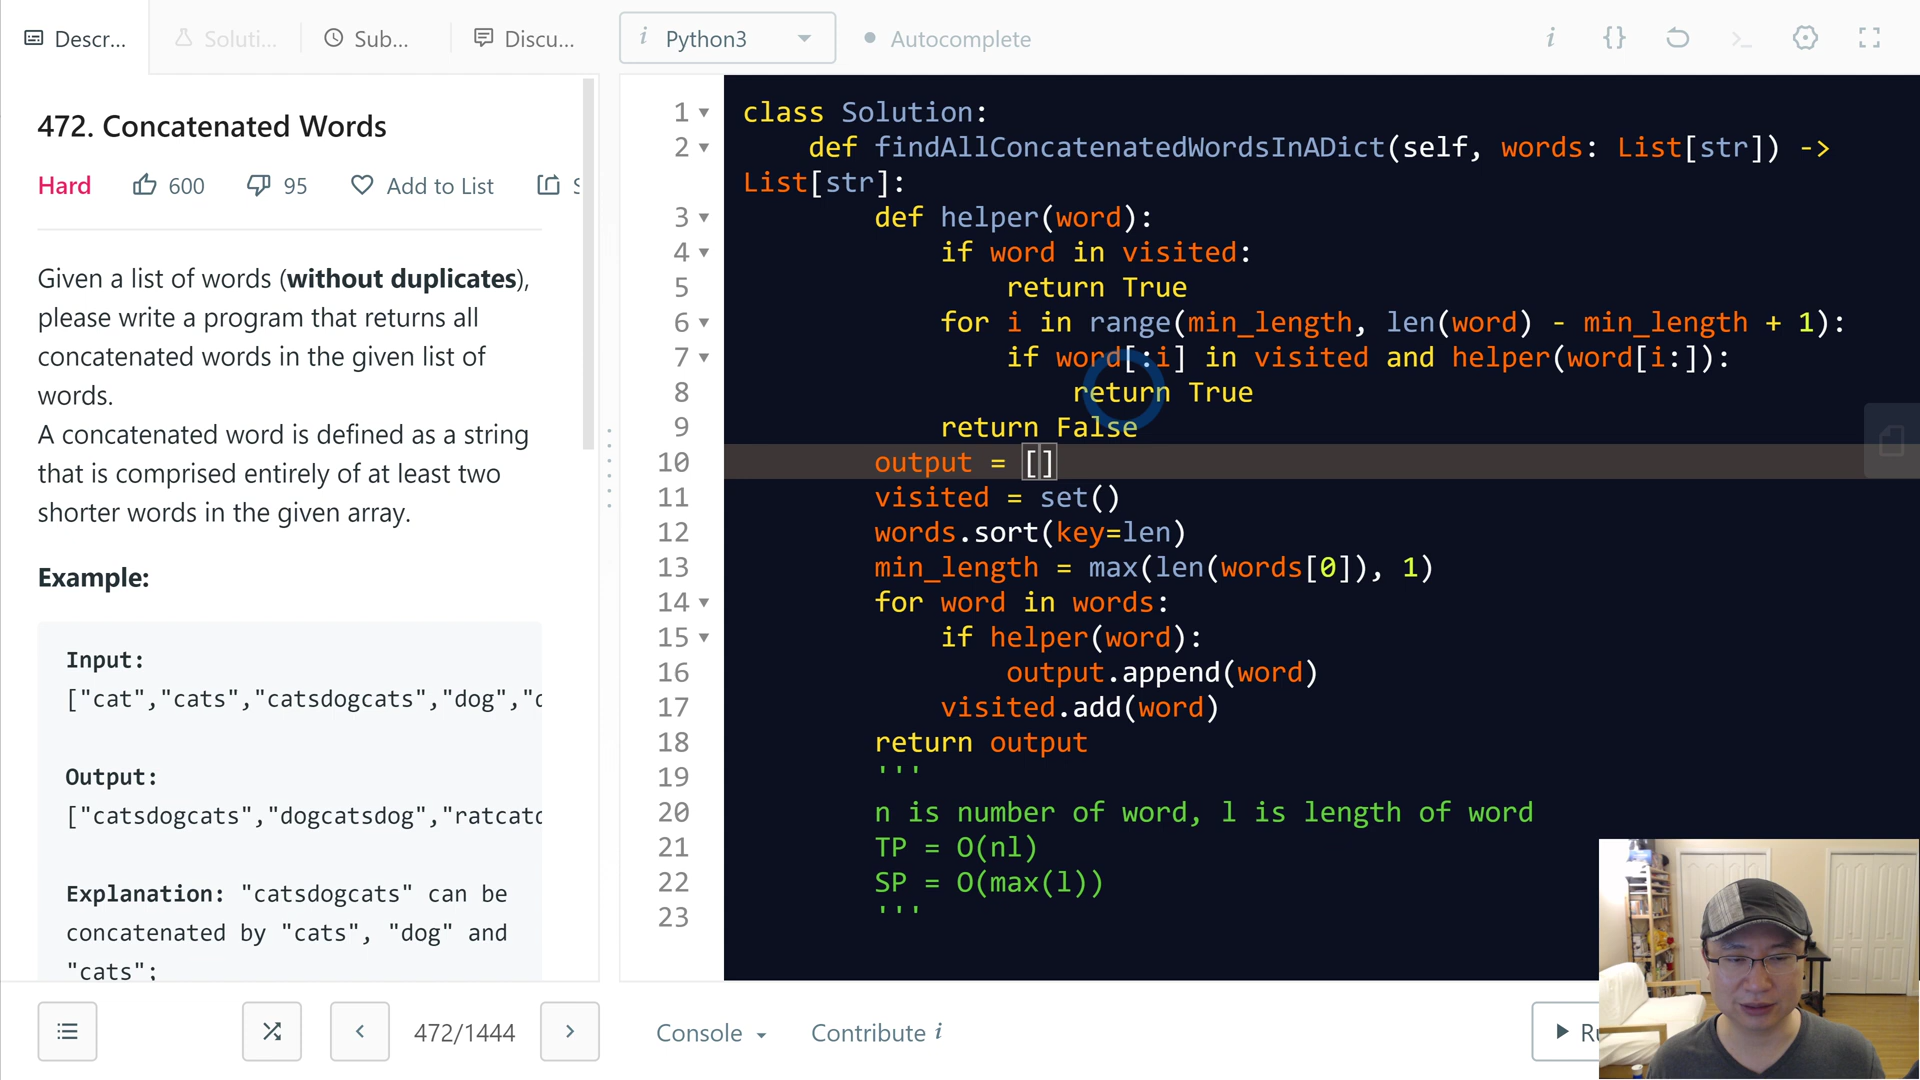 Descr...
Soluti...
Sub...
Discu...
i Python3
Autocomplete
i {}
472. Concatenated Words
Hard 600 95 Add to List
Given a list of words (without duplicates),
please write a program that returns all
concatenated words in the given list of
words.
A concatenated word is defined as a string
that is comprised entirely of at least two
shorter words in the given array.
Example:
Input:
["cat","cats","catsdogcats","dog","
Output:
["catsdogcats","dogcatsdog","ratcatd
Explanation: "catsdogcats" can be
concatenated by "cats", "dog" and
"cats";
472/1444
1 class Solution:
2 def findAllConcatenatedWordsInADict(self, words: List[str]) ->
List[str]:
3 def helper(word):
4 if word in visited:
5 return True
6 for i in range(min_length, len(word) - min_length + 1):
7 if word[:i] in visited and helper(word[i:]):
8 return True
9 return False
10 output = []
11 visited = set()
12 words.sort(key=len)
13 min_length = max(len(words[0]), 1)
14 for word in words:
15 if helper(word):
16 output.append(word)
17 visited.add(word)
18 return output
19 '''
20 n is number of word, l is length of word
21 TP = O(nl)
22 SP = O(max(l))
23 '''
Console
Contribute i